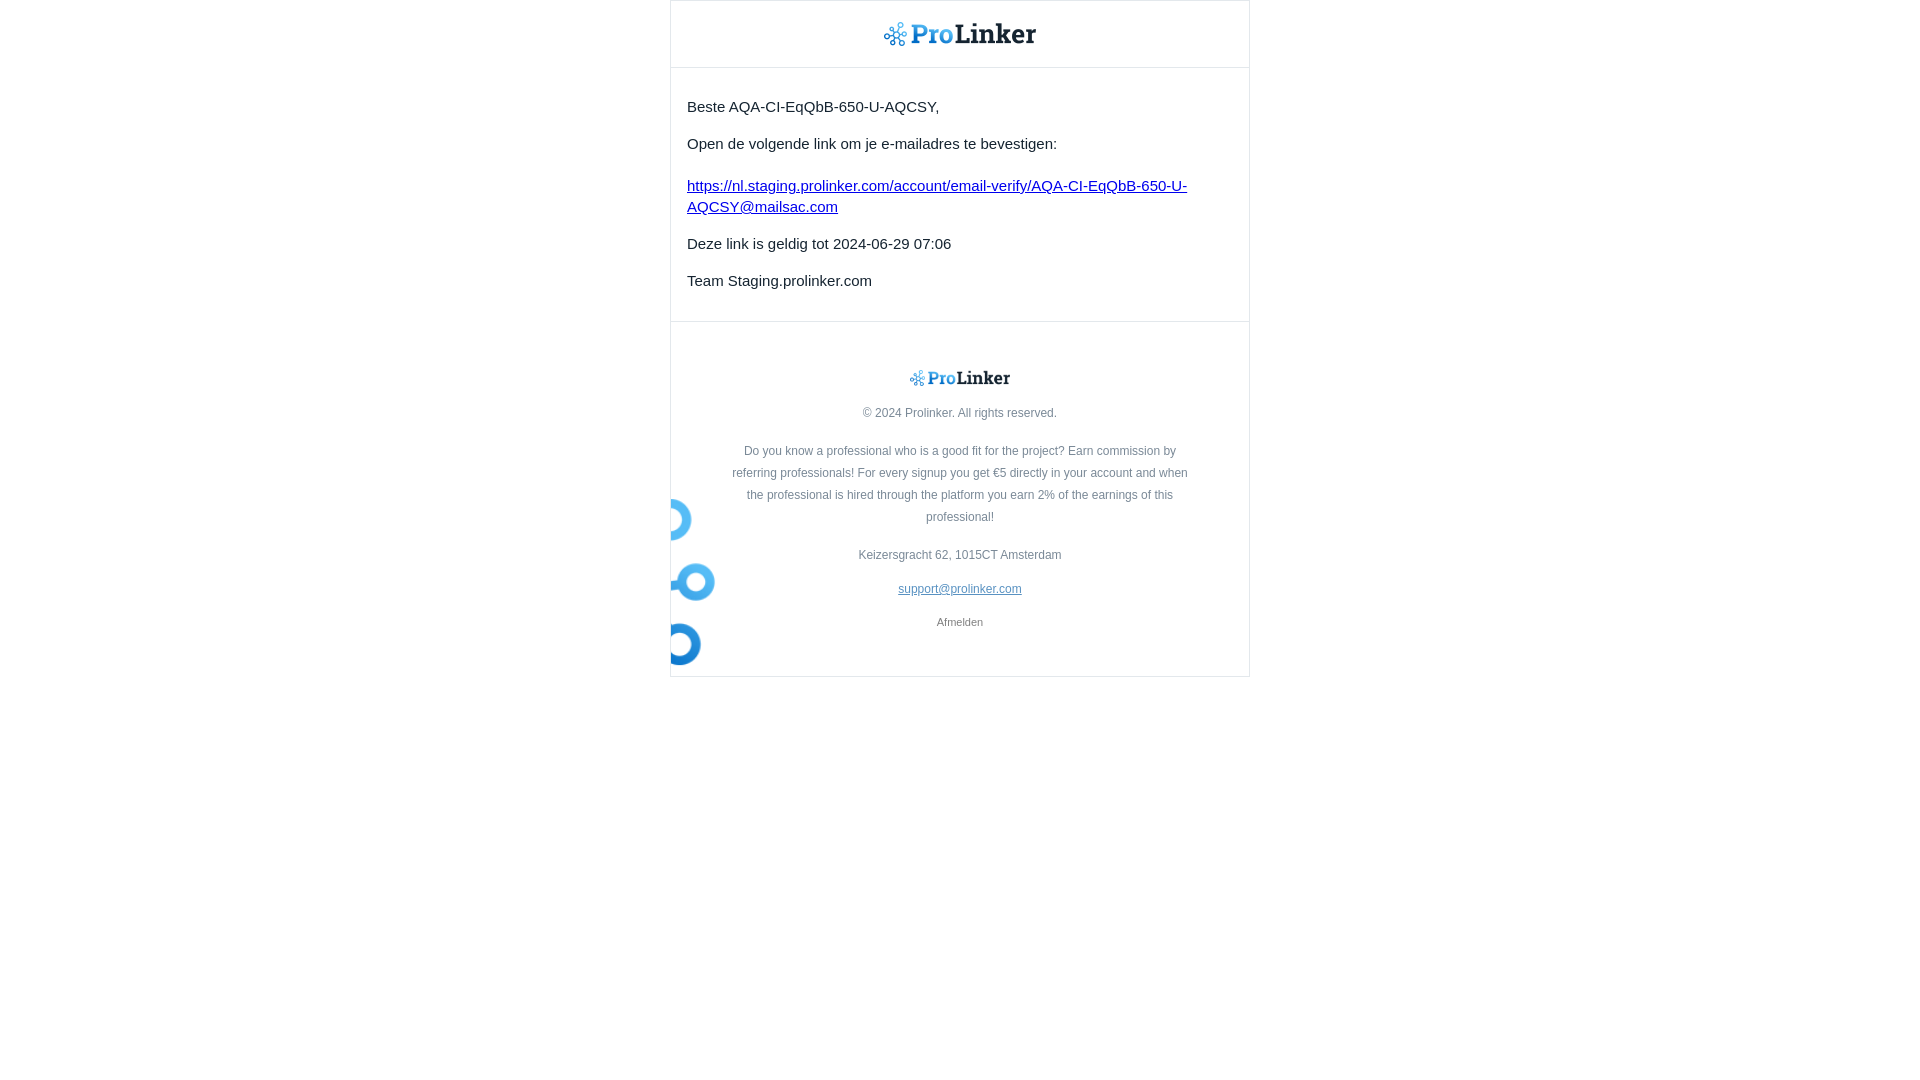 ProLinker
Beste AQA-CI-EqQbB-650-U-AQCSY,
Open de volgende link om je e-mailadres te bevestigen:
https://nl.staging.prolinker.com/account/email-verify/AQA-CI-EqQbB-650-U-
AQCSY@mailsac.com
Deze link is geldig tot 2024-06-29 07:06
Team Staging.prolinker.com
ProLinker
© 2024 Prolinker. All rights reserved.
Do you know a professional who is a good fit for the project? Earn commission by
referring professionals! For every signup you get €5 directly in your account and when
the professional is hired through the platform you earn 2% of the earnings of this
professional!
Keizersgracht 62, 1015CT Amsterdam
support@prolinker.com
Afmelden